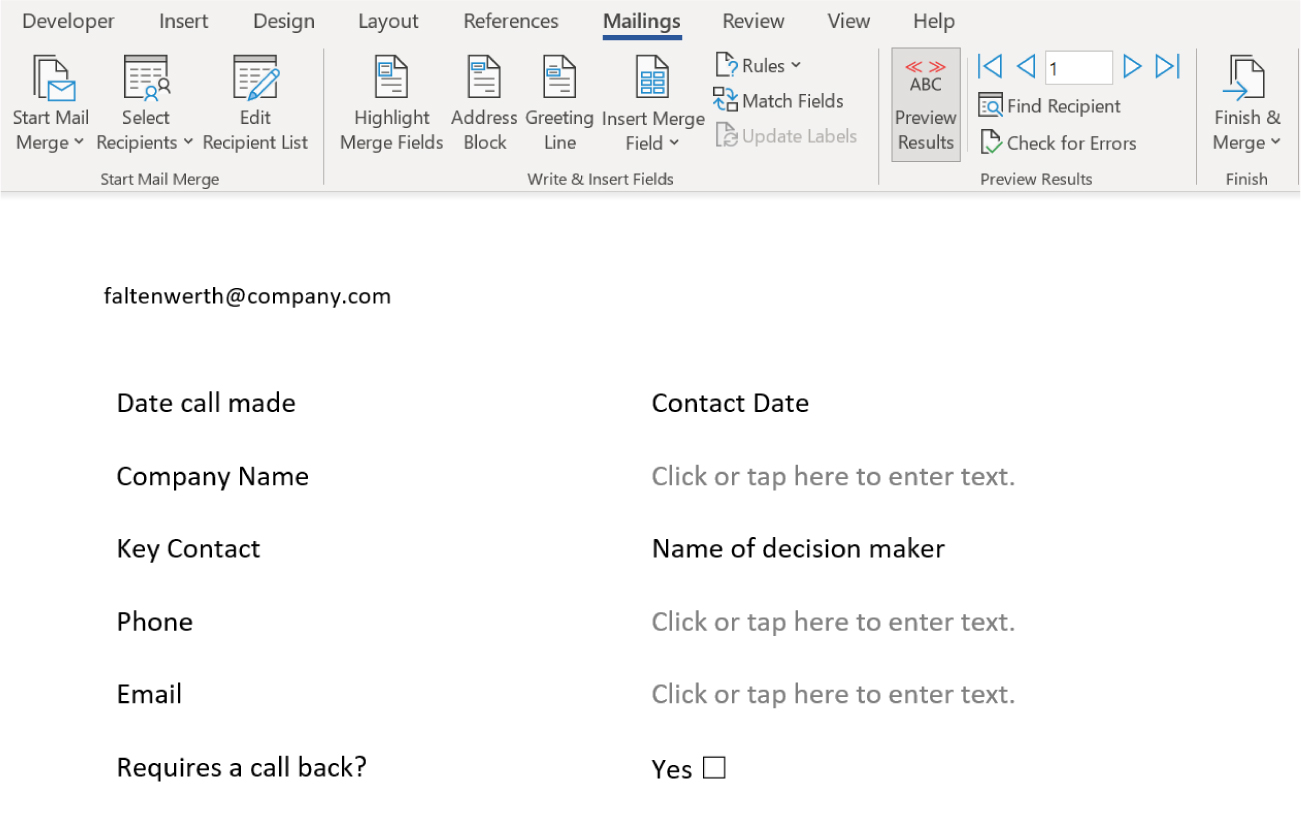 Developer Insert Design Layout References Mailings Review View Help
Start Mail Merge
Select Recipients
Edit Recipient List
Start Mail Merge
Highlight Merge Fields
Address Block
Greeting Line
Insert Merge Field
Rules
Match Fields
Update Labels
Write & Insert Fields
ABC
Preview Results
1
Find Recipient
Check for Errors
Preview Results
Finish & Merge
Finish
faltenwerth@company.com
Date call made Contact Date
Company Name Click or tap here to enter text.
Key Contact Name of decision maker
Phone Click or tap here to enter text.
Email Click or tap here to enter text.
Requires a call back? Yes ☐